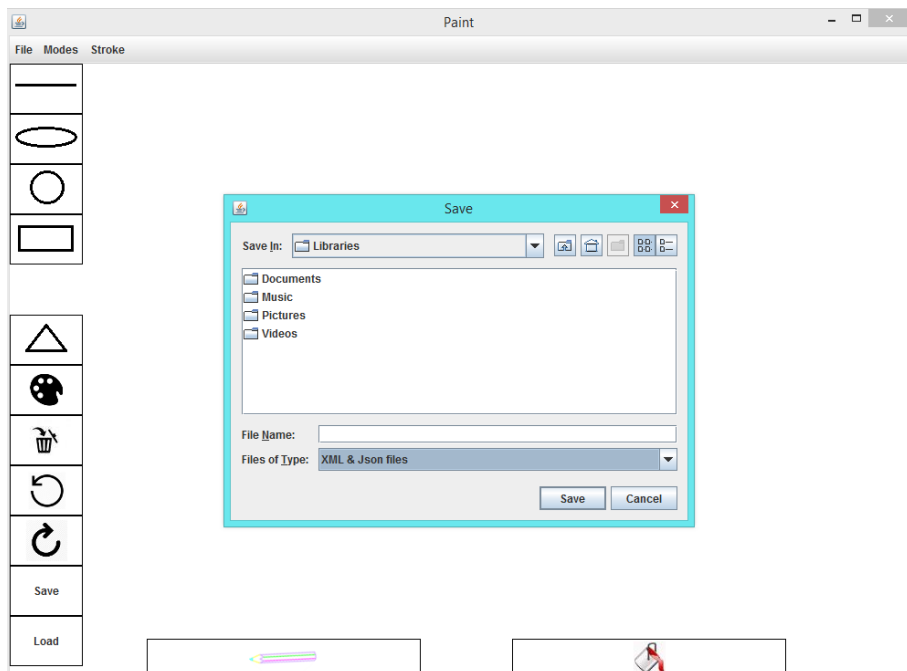 Paint
File Modes Stroke
Save
Save In: Libraries
Documents
Music
Pictures
Videos
File Name:
Files of Type: XML & Json files
Save Cancel
Save
Load